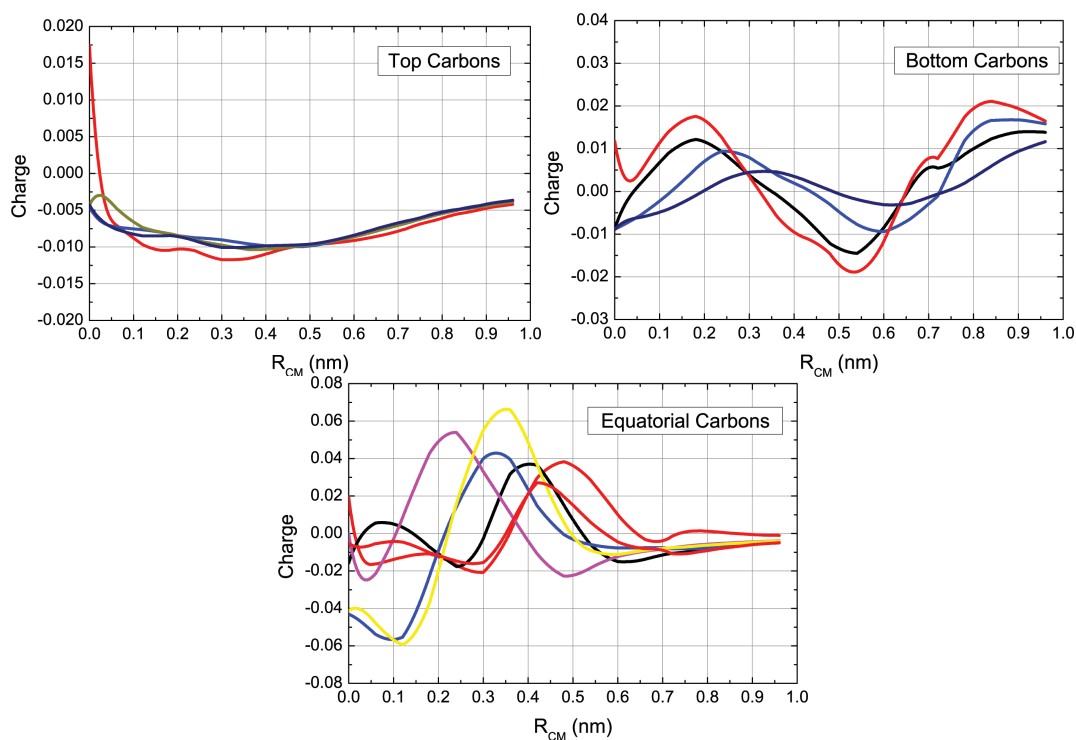 Top Carbons
Charge
0.020
0.015
0.010
0.005
0.000
-0.005
-0.010
-0.015
-0.020
0.0 0.1 0.2 0.3 0.4 0.5 0.6 0.7 0.8 0.9 1.0
R_CM (nm)
Bottom Carbons
Charge
0.04
0.03
0.02
0.01
0.00
-0.01
-0.02
-0.03
0.0 0.1 0.2 0.3 0.4 0.5 0.6 0.7 0.8 0.9 1.0
R_CM (nm)
Equatorial Carbons
Charge
0.08
0.06
0.04
0.02
0.00
-0.02
-0.04
-0.06
-0.08
0.0 0.1 0.2 0.3 0.4 0.5 0.6 0.7 0.8 0.9 1.0
R_CM (nm)